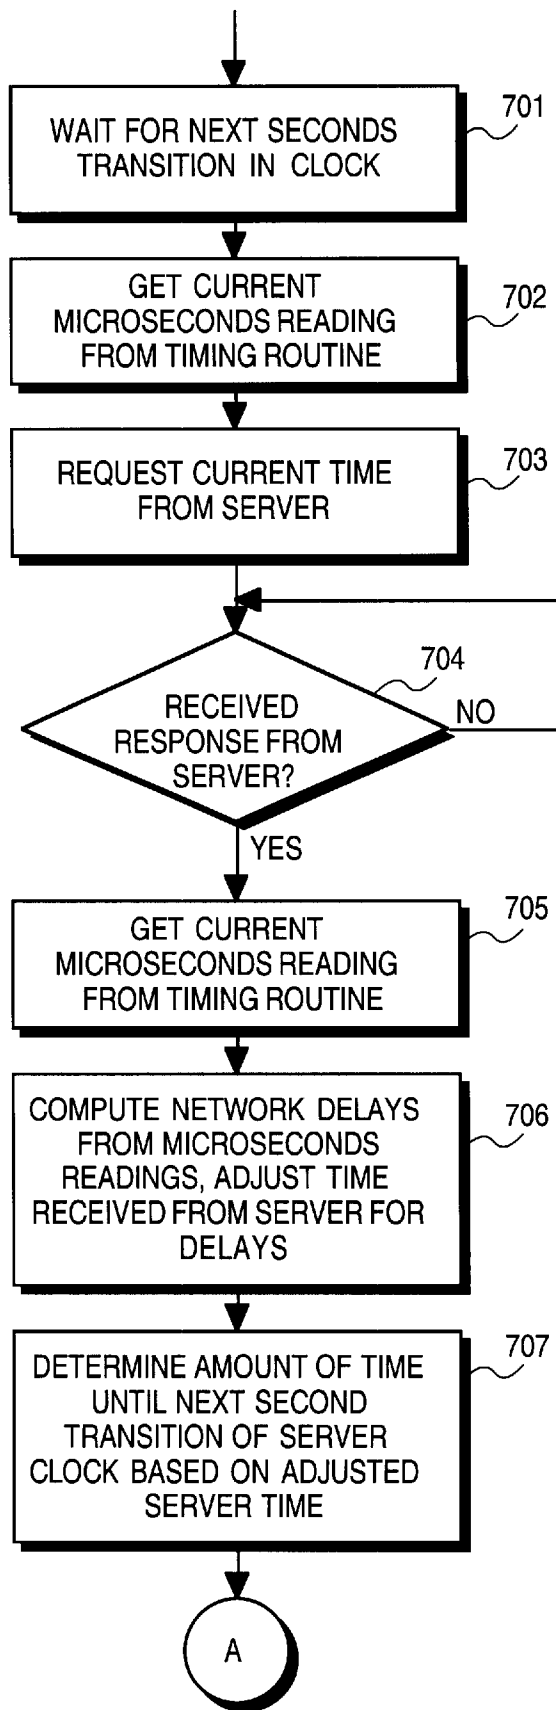 701
WAIT FOR NEXT SECONDS
TRANSITION IN CLOCK
702
GET CURRENT
MICROSECONDS READING
FROM TIMING ROUTINE
703
REQUEST CURRENT TIME
FROM SERVER
704
RECEIVED
RESPONSE FROM
SERVER?
NO
YES
705
GET CURRENT
MICROSECONDS READING
FROM TIMING ROUTINE
706
COMPUTE NETWORK DELAYS
FROM MICROSECONDS
READINGS, ADJUST TIME
RECEIVED FROM SERVER FOR
DELAYS
707
DETERMINE AMOUNT OF TIME
UNTIL NEXT SECOND
TRANSITION OF SERVER
CLOCK BASED ON ADJUSTED
SERVER TIME
A